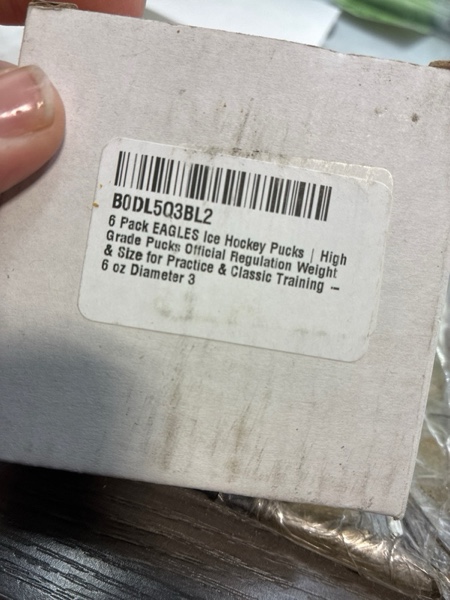 B0DL5Q3BL2
6 Pack EAGLES Ice Hockey Pucks | High
Grade Pucks Official Regulation Weight
& Size for Practice & Classic Training –
6 oz Diameter 3